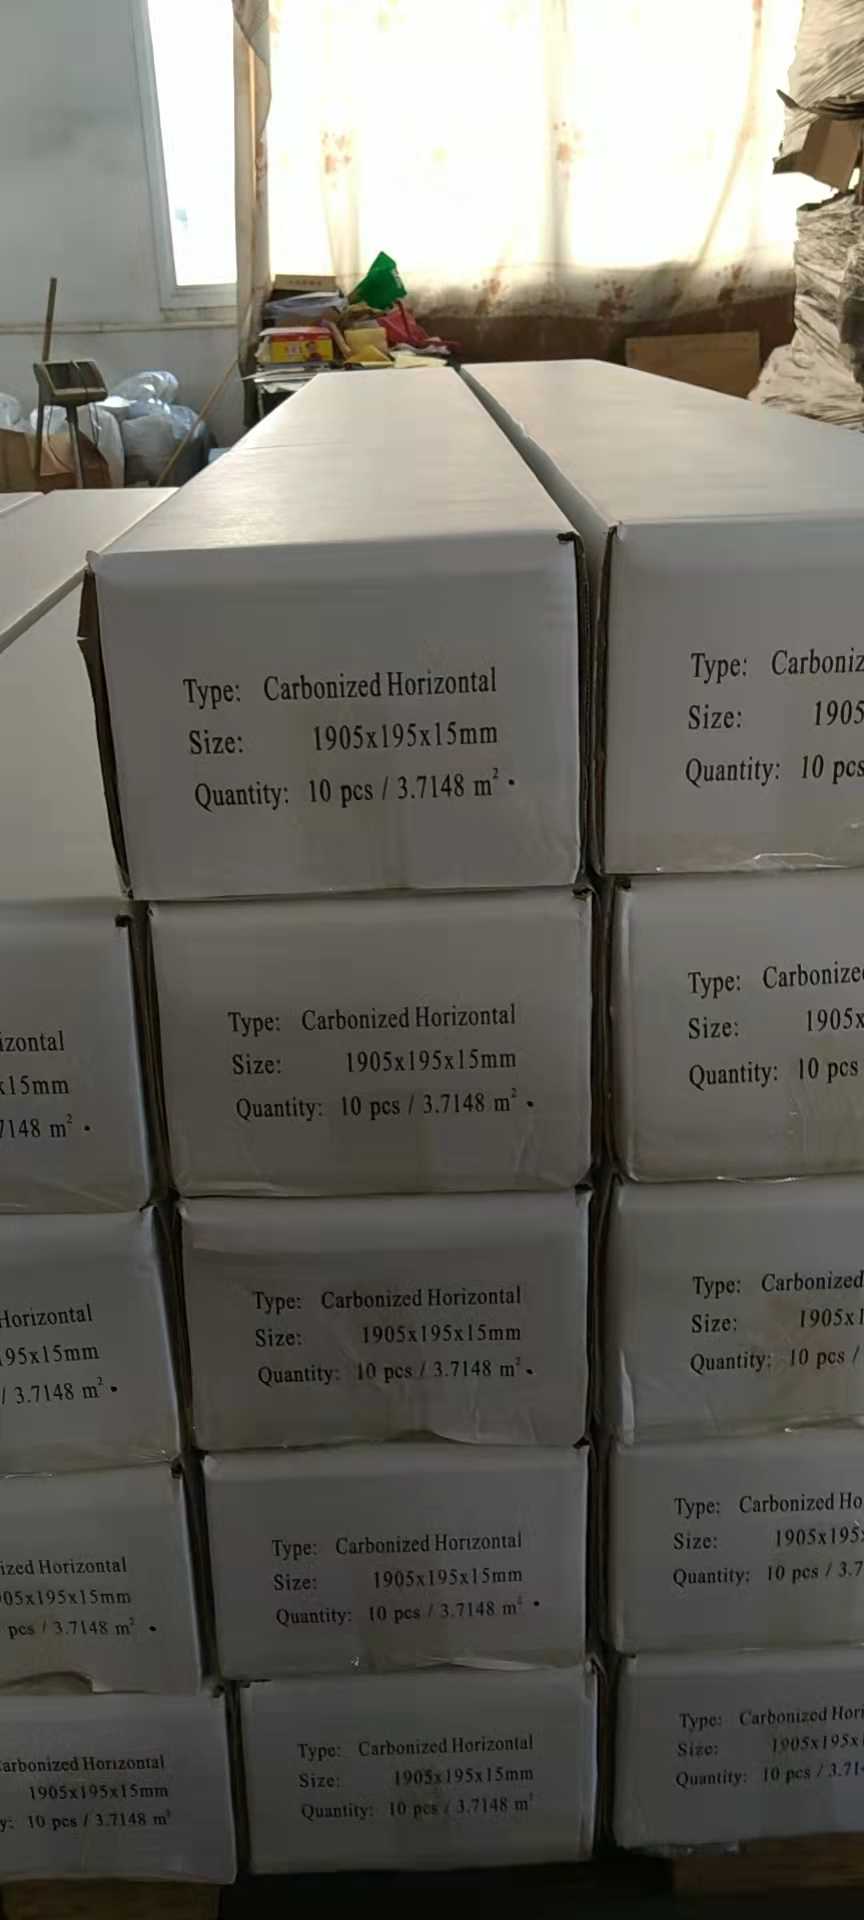 Type: Carbonized Horizontal
Size: 1905x195x15mm
Quantity: 10 pcs / 3.7148 m²
Type: Carboniz
Size: 1905
Quantity: 10 pcs
izontal
x15mm
7148 m²
Type: Carbonized Horizontal
Size: 1905x195x15mm
Quantity: 10 pcs / 3.7148 m²
Type: Carbonize
Size: 1905x
Quantity: 10 pcs
Horizontal
95x15mm
/ 3.7148 m²
Type: Carbonized Horizontal
Size: 1905x195x15mm
Quantity: 10 pcs / 3.7148 m²
Type: Carbonized
Size: 1905x1
Quantity: 10 pcs /
ized Horizontal
05x195x15mm
pcs / 3.7148 m²
Type: Carbonized Horizontal
Size: 1905x195x15mm
Quantity: 10 pcs / 3.7148 m²
Type: Carbonized Ho
Size: 1905x195
Quantity: 10 pcs / 3.7
arbonized Horizontal
1905x195x15mm
y: 10 pcs / 3.7148 m²
Type: Carbonized Horizontal
Size: 1905x195x15mm
Quantity: 10 pcs / 3.7148 m²
Type: Carbonized Hori
Size: 1905x195x
Quantity: 10 pcs / 3.714